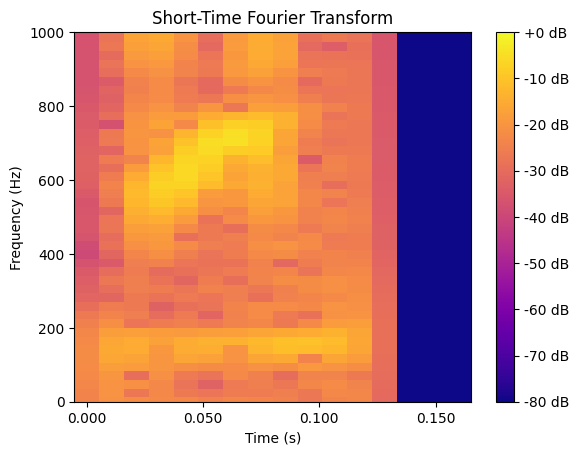 Short-Time Fourier Transform
1000
800
600
400
200
0
Frequency (Hz)
0.000
0.050
0.100
0.150
Time (s)
+0 dB
-10 dB
-20 dB
-30 dB
-40 dB
-50 dB
-60 dB
-70 dB
-80 dB